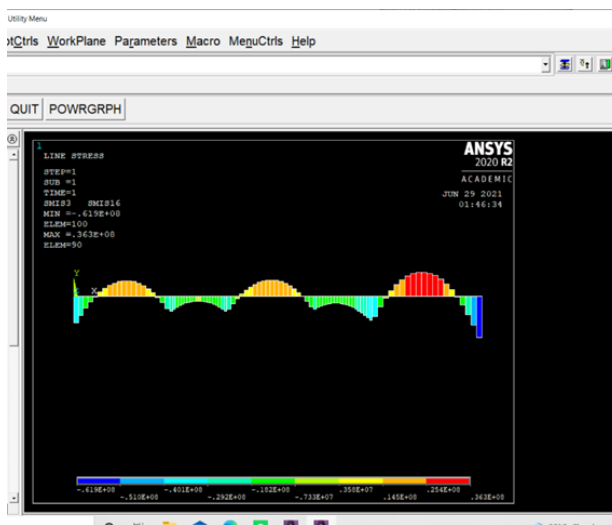 Utility Menu
otCtrls WorkPlane Parameters Macro MenuCtrls Help
QUIT POWRGRPH
1
LINE STRESS
STEP=1
SUB =1
TIME=1
SMIS3 SMIS16
MIN =-.619E+08
ELEM=100
MAX =.363E+08
ELEM=90
ANSYS
2020 R2
ACADEMIC
JUN 29 2021
01:46:34
Y
X
-.619E+08 -.401E+08 -.182E+08 .358E+07 .254E+08
-.510E+08 -.292E+08 -.733E+07 .145E+08 .363E+08